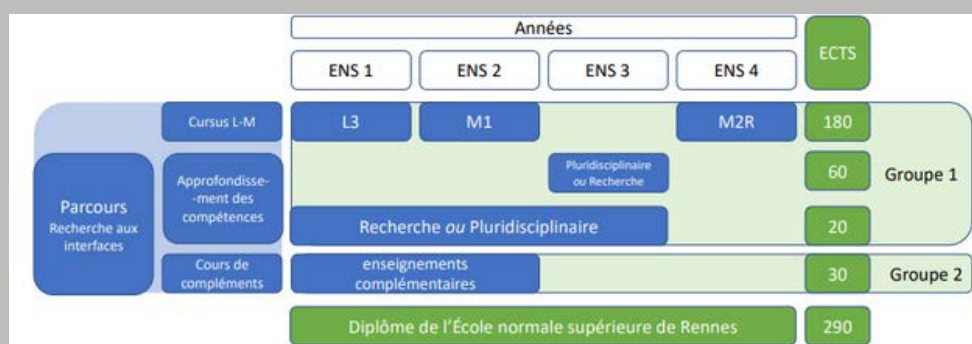 Années
ECTS
ENS 1
ENS 2
ENS 3
ENS 4
Cursus L-M
L3
M1
M2R
180
Parcours
Recherche aux
interfaces
Approfondisse-
-ment des
compétences
Pluridisciplinaire
ou Recherche
60
Groupe 1
Recherche ou Pluridisciplinaire
20
Cours de
compléments
enseignements
complémentaires
30
Groupe 2
Diplôme de l’École normale supérieure de Rennes
290